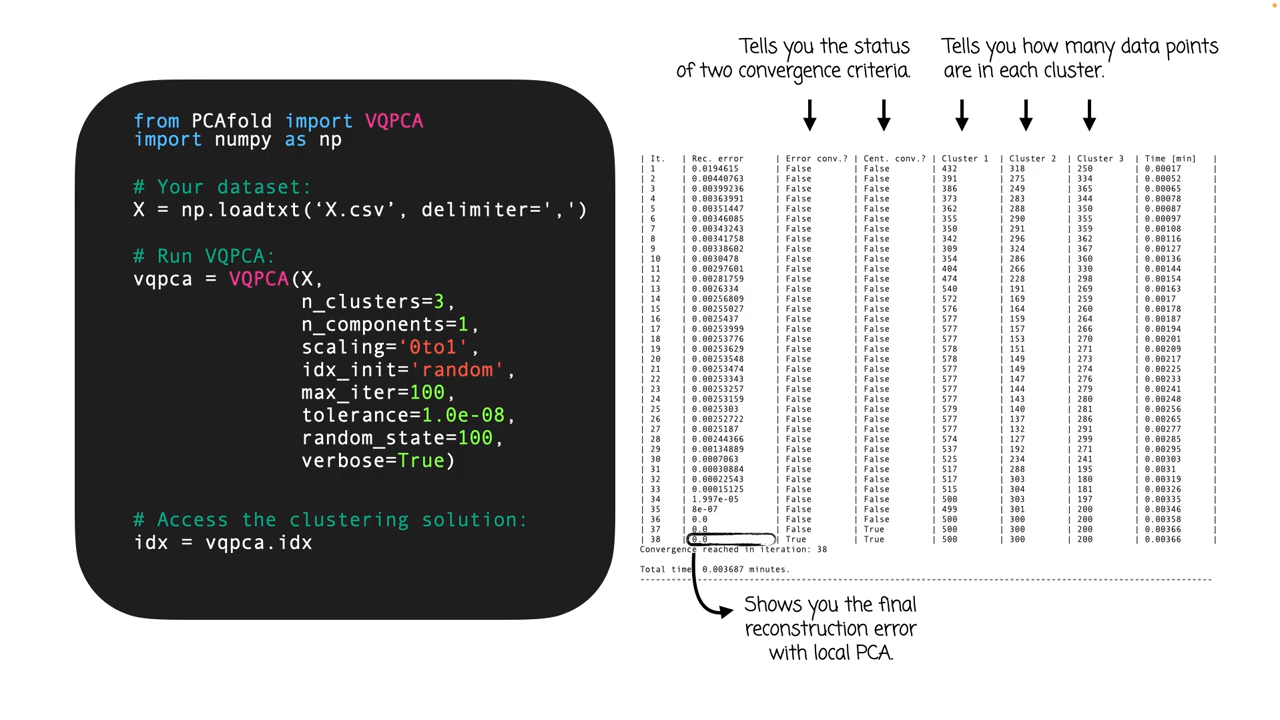 from PCAfold import VQPCA
import numpy as np
# Your dataset:
X = np.loadtxt(‘X.csv’, delimiter=',')
# Run VQPCA:
vqpca = VQPCA(X,
n_clusters=3,
n_components=1,
scaling=‘0to1',
idx_init='random',
max_iter=100,
tolerance=1.0e-08,
random_state=100,
verbose=True)
# Access the clustering solution:
idx = vqpca.idx
Tells you the status
of two convergence criteria.
Tells you how many data points
are in each cluster.
| It. | Rec. error | Error conv.? | Cent. conv.? | Cluster 1 | Cluster 2 | Cluster 3 | Time [min] |
| 1 | 0.0194615 | False | False | 432 | 318 | 250 | 0.00017 |
| 2 | 0.00440763 | False | False | 391 | 275 | 334 | 0.00052 |
| 3 | 0.00399236 | False | False | 386 | 249 | 365 | 0.00065 |
| 4 | 0.00363991 | False | False | 373 | 283 | 344 | 0.00078 |
| 5 | 0.00351447 | False | False | 362 | 288 | 350 | 0.00087 |
| 6 | 0.00346085 | False | False | 355 | 290 | 355 | 0.00097 |
| 7 | 0.00343243 | False | False | 350 | 291 | 359 | 0.00108 |
| 8 | 0.00341758 | False | False | 342 | 296 | 362 | 0.00116 |
| 9 | 0.00338602 | False | False | 309 | 324 | 367 | 0.00127 |
| 10 | 0.0030478 | False | False | 354 | 286 | 360 | 0.00136 |
| 11 | 0.00297601 | False | False | 404 | 266 | 330 | 0.00144 |
| 12 | 0.00281759 | False | False | 474 | 228 | 298 | 0.00154 |
| 13 | 0.0026334 | False | False | 540 | 191 | 269 | 0.00163 |
| 14 | 0.00256809 | False | False | 572 | 169 | 259 | 0.0017 |
| 15 | 0.00255027 | False | False | 576 | 164 | 260 | 0.00178 |
| 16 | 0.0025437 | False | False | 577 | 159 | 264 | 0.00187 |
| 17 | 0.00253999 | False | False | 577 | 157 | 266 | 0.00194 |
| 18 | 0.00253776 | False | False | 577 | 153 | 270 | 0.00201 |
| 19 | 0.00253629 | False | False | 578 | 151 | 271 | 0.00209 |
| 20 | 0.00253548 | False | False | 578 | 149 | 273 | 0.00217 |
| 21 | 0.00253474 | False | False | 577 | 149 | 274 | 0.00225 |
| 22 | 0.00253343 | False | False | 577 | 147 | 276 | 0.00233 |
| 23 | 0.00253257 | False | False | 577 | 144 | 279 | 0.00241 |
| 24 | 0.00253159 | False | False | 577 | 143 | 280 | 0.00248 |
| 25 | 0.0025303 | False | False | 579 | 140 | 281 | 0.00256 |
| 26 | 0.00252722 | False | False | 577 | 137 | 286 | 0.00265 |
| 27 | 0.0025187 | False | False | 577 | 132 | 291 | 0.00277 |
| 28 | 0.00244366 | False | False | 574 | 127 | 299 | 0.00285 |
| 29 | 0.00134889 | False | False | 537 | 192 | 271 | 0.00295 |
| 30 | 0.0007063 | False | False | 525 | 234 | 241 | 0.00303 |
| 31 | 0.00030884 | False | False | 517 | 288 | 195 | 0.0031 |
| 32 | 0.00022543 | False | False | 517 | 303 | 180 | 0.00319 |
| 33 | 0.00015125 | False | False | 515 | 304 | 181 | 0.00326 |
| 34 | 1.997e-05 | False | False | 500 | 303 | 197 | 0.00335 |
| 35 | 8e-07 | False | False | 499 | 301 | 200 | 0.00346 |
| 36 | 0.0 | False | False | 500 | 300 | 200 | 0.00358 |
| 37 | 0.0 | False | True | 500 | 300 | 200 | 0.00366 |
| 38 | 0.0 | True | True | 500 | 300 | 200 | 0.00366 |
Convergence reached in iteration: 38
Total time: 0.003687 minutes.
Shows you the final
reconstruction error
with local PCA.